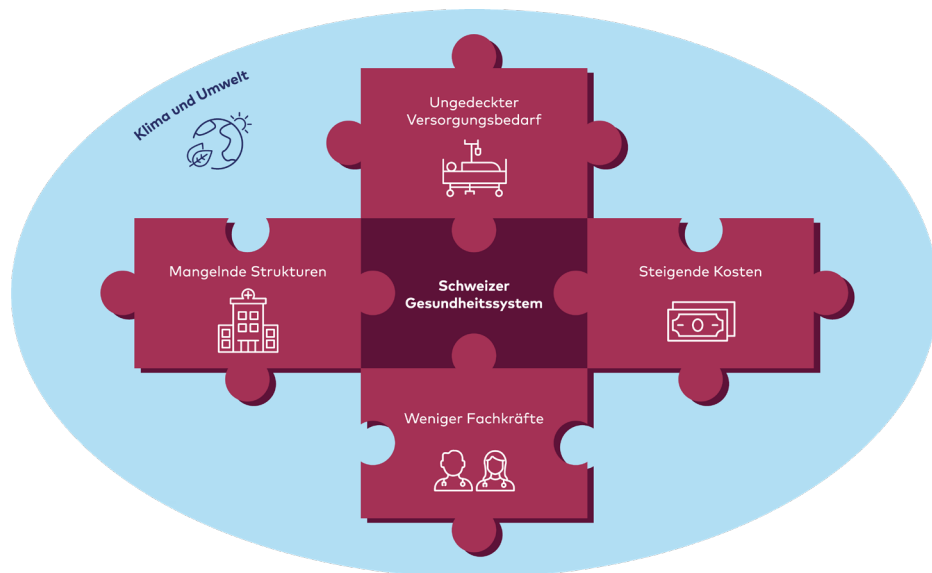 Klima und Umwelt
Ungedeckter
Versorgungsbedarf
Mangelnde Strukturen
Schweizer
Gesundheitssystem
Steigende Kosten
Weniger Fachkräfte